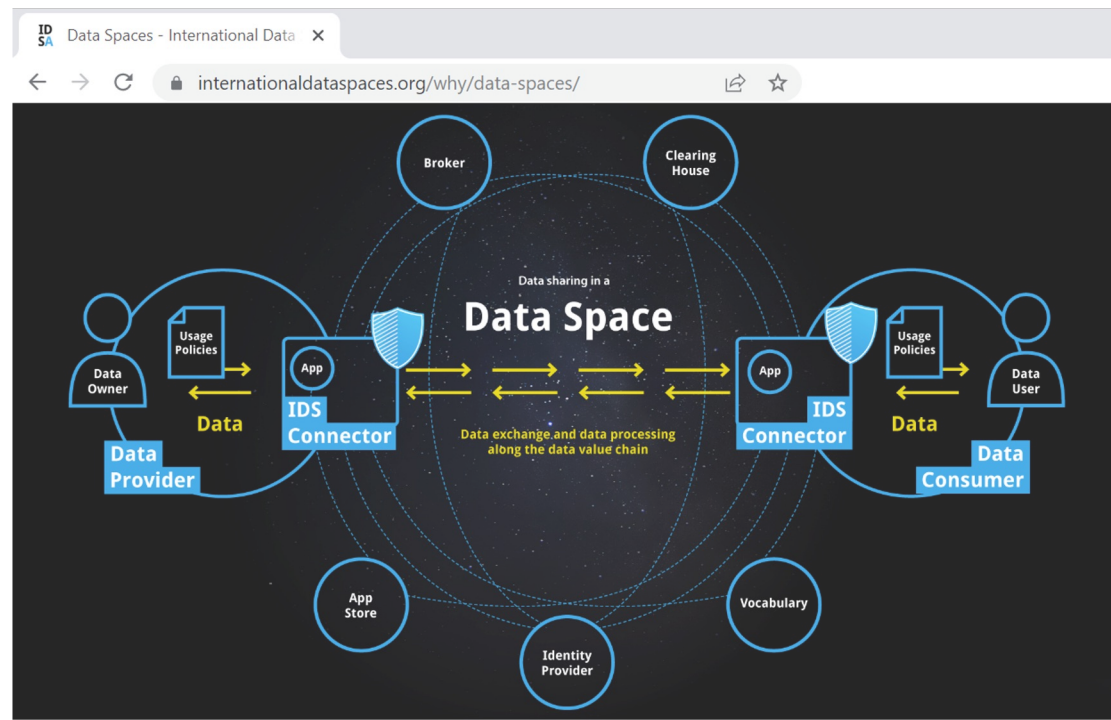 ID
SA
Data Spaces - International Data
internationaldataspaces.org/why/data-spaces/
Broker
Clearing
House
Data sharing in a
Data Space
Usage
Policies
Data
Owner
App
Data
IDS
Connector
Data
Provider
Data exchange and data processing
along the data value chain
App
Usage
Policies
Data
User
IDS
Connector
Data
Data
Consumer
App
Store
Identity
Provider
Vocabulary